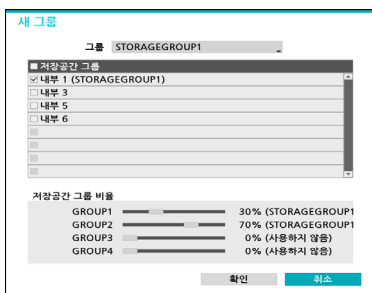 새 그룹
그룹 STORAGEGROUP1
저장공간 그룹
내부 1 (STORAGEGROUP1)
내부 3
내부 5
내부 6
저장공간 그룹 비율
GROUP1 30% (STORAGEGROUP1
GROUP2 70% (STORAGEGROUP1
GROUP3 0% (사용하지 않음)
GROUP4 0% (사용하지 않음)
확인 취소